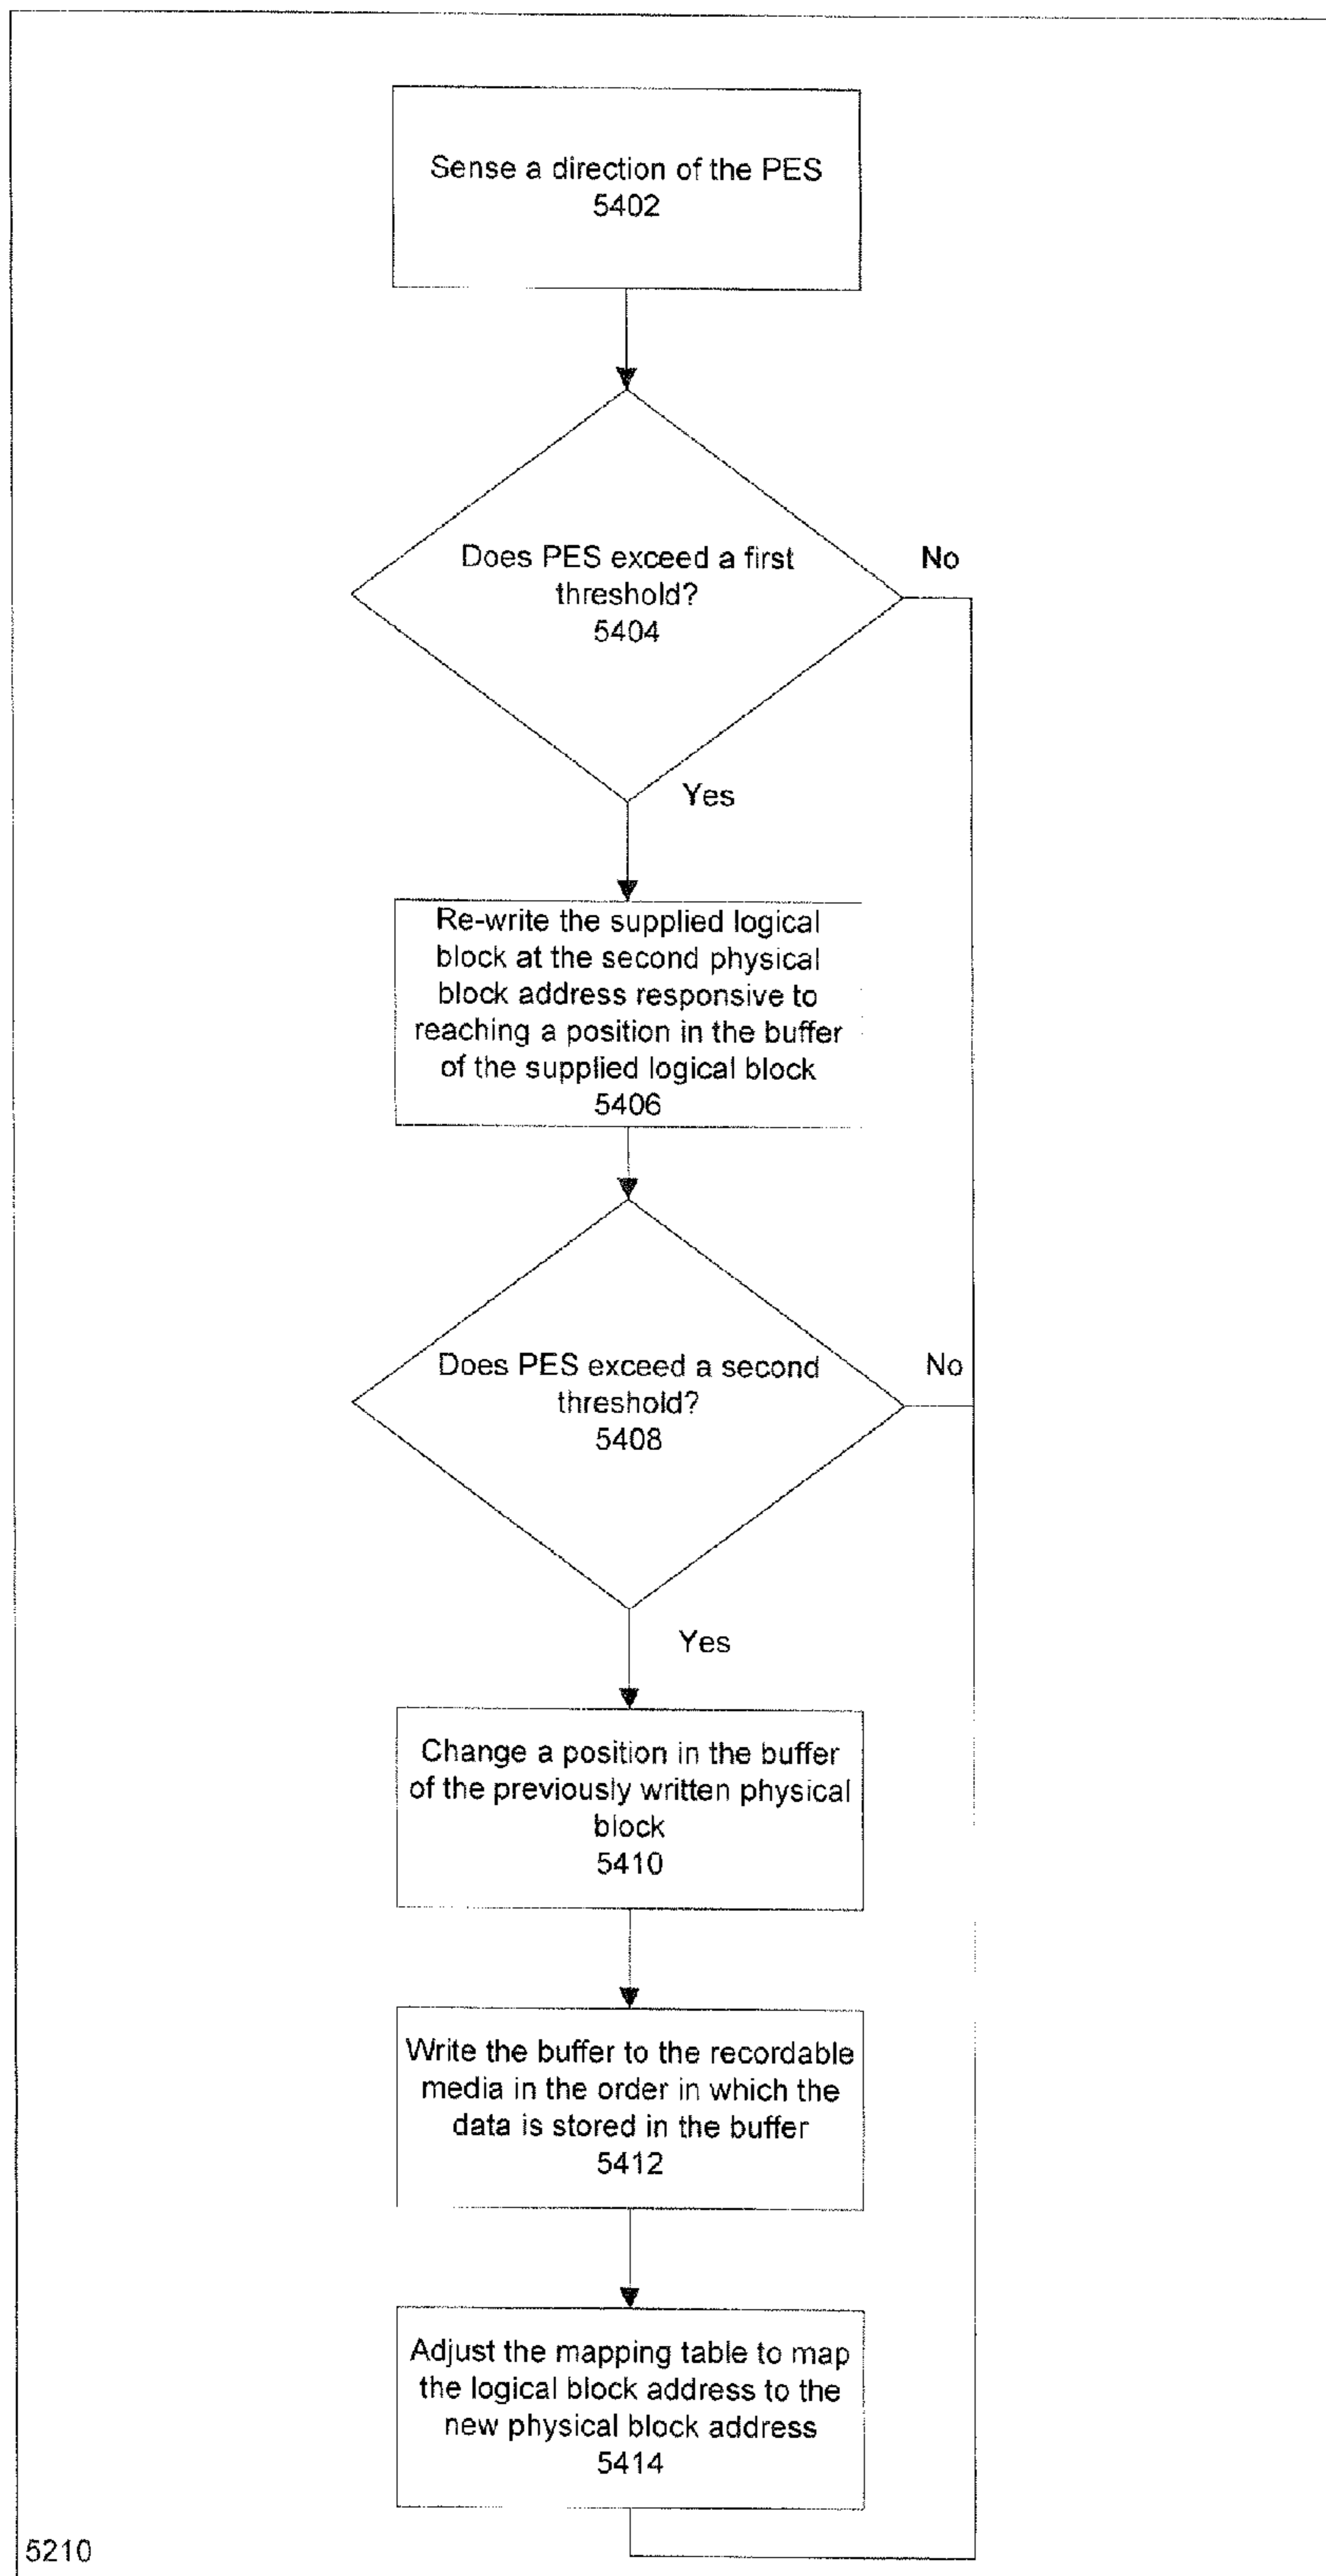 Sense a direction of the PES
5402
Does PES exceed a first
threshold?
5404
No
Yes
Re-write the supplied logical
block at the second physical
block address responsive to
reaching a position in the buffer
of the supplied logical block
5406
Does PES exceed a second
threshold?
5408
No
Yes
Change a position in the buffer
of the previously written physical
block
5410
Write the buffer to the recordable
media in the order in which the
data is stored in the buffer
5412
Adjust the mapping table to map
the logical block address to the
new physical block address
5414
5210